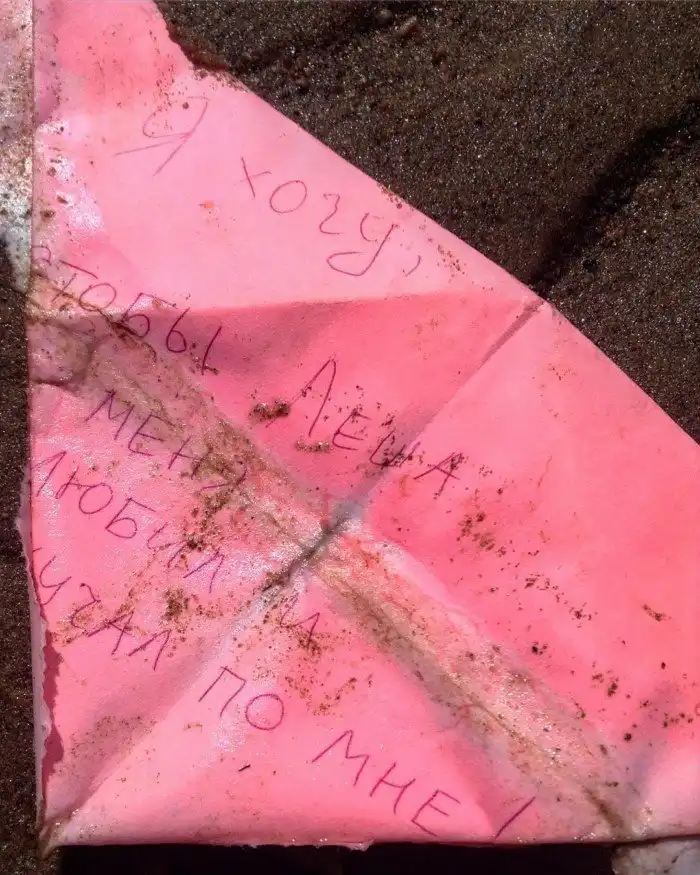 Я хочу,
чтобы Леша
меня
любил и
скучал по мне!